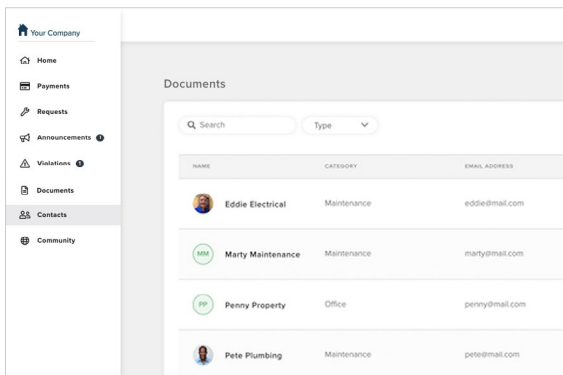 Your Company
Home
Payments
Requests
Announcements 1
Violations 1
Documents
Contacts
Community
Documents
Search
Type
NAME CATEGORY EMAIL ADDRESS
Eddie Electrical Maintenance eddie@mail.com
MM Marty Maintenance Maintenance marty@mail.com
PP Penny Property Office penny@mail.com
Pete Plumbing Maintenance pete@mail.com